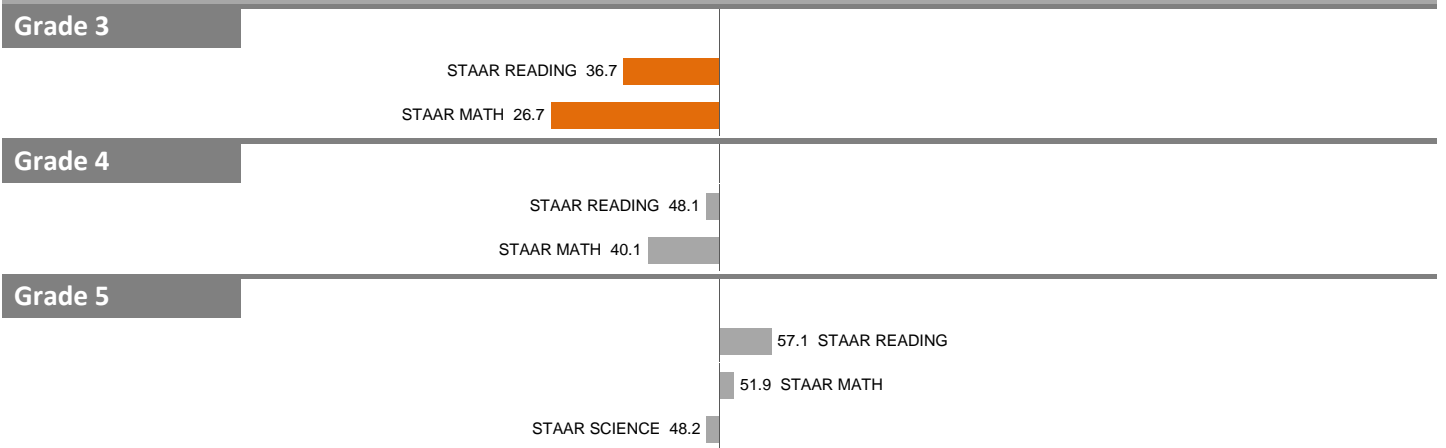 Grade 3
STAAR READING 36.7
STAAR MATH 26.7
Grade 4
STAAR READING 48.1
STAAR MATH 40.1
Grade 5
57.1 STAAR READING
51.9 STAAR MATH
STAAR SCIENCE 48.2